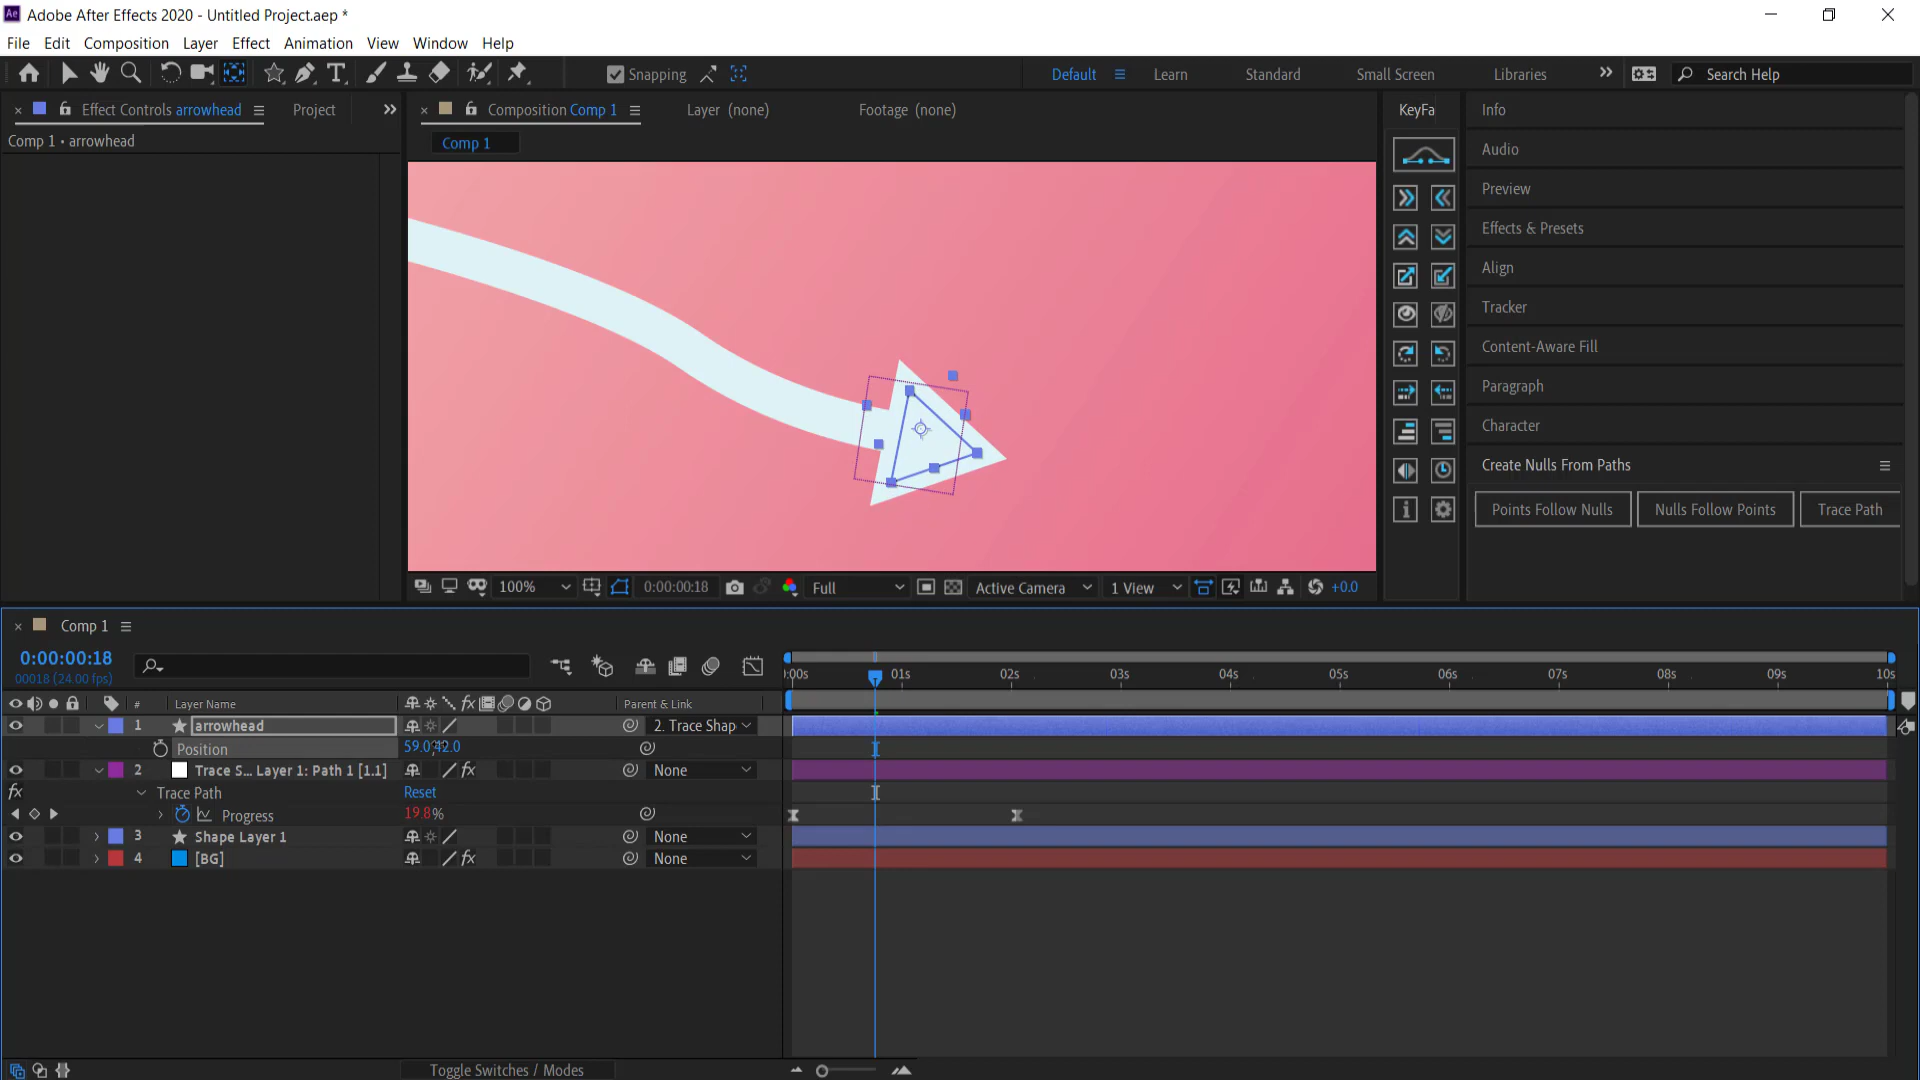 Adobe After Effects 2020 - Untitled Project.aep *
File Edit Composition Layer Effect Animation View Window Help
Snapping
Default Learn Standard Small Screen Libraries Search Help
Effect Controls arrowhead Project
Composition Comp 1 Layer (none) Footage (none)
KeyFa
Info
Comp 1 • arrowhead
Comp 1
Audio
Preview
Effects & Presets
Align
Tracker
Content-Aware Fill
Paragraph
Character
Create Nulls From Paths
Points Follow Nulls Nulls Follow Points Trace Path
100% 0:00:00:18 Full Active Camera 1 View +0.0
Comp 1
0:00:00:18
00018 (24.00 fps)
:00s 01s 02s 03s 04s 05s 06s 07s 08s 09s 10s
# Layer Name Parent & Link
1 arrowhead 2. Trace Shap
Position 59.0,42.0
2 Trace S... Layer 1: Path 1 [1.1] None
Trace Path Reset
Progress 19.8%
3 Shape Layer 1 None
4 [BG] None
Toggle Switches / Modes